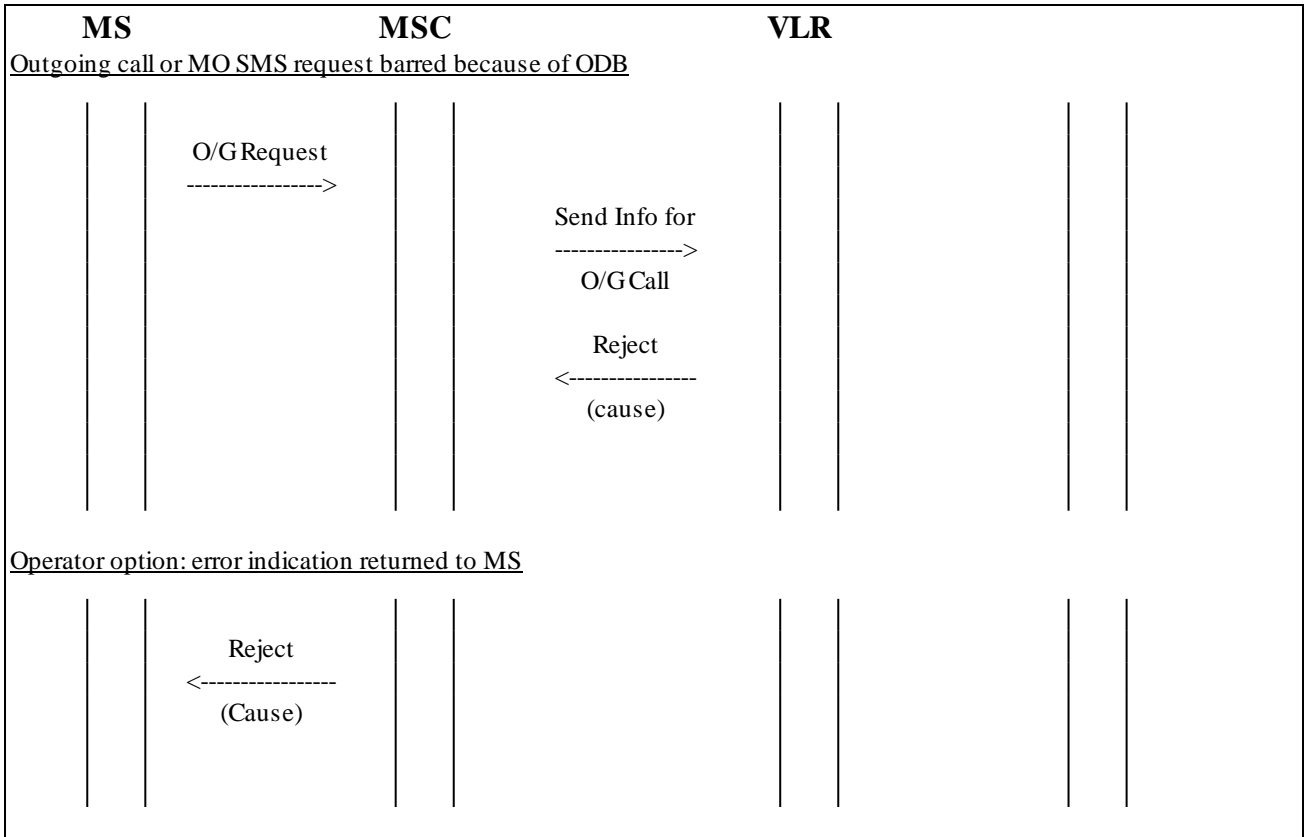 MS MSC VLR
Outgoing call or MO SMS request barred because of ODB
O/G Request
----------------->
Send Info for
---------------->
O/G Call
Reject
<----------------
(cause)
Operator option: error indication returned to MS
Reject
<-----------------
(Cause)